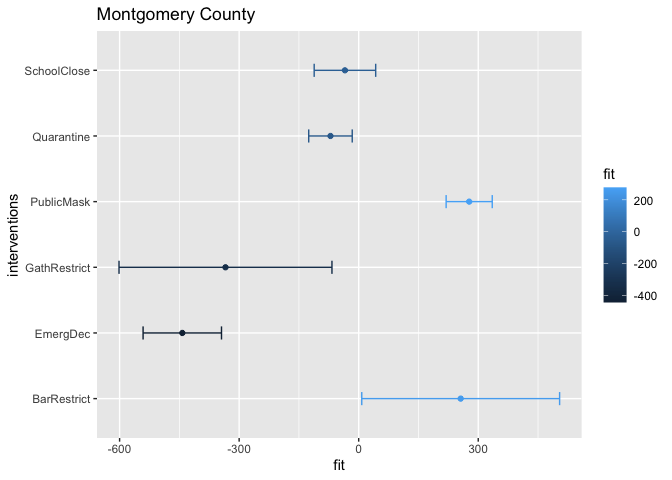 Montgomery County
SchoolClose
Quarantine
PublicMask
GathRestrict
EmergDec
BarRestrict
interventions
-600
-300
0
300
fit
fit
200
0
-200
-400